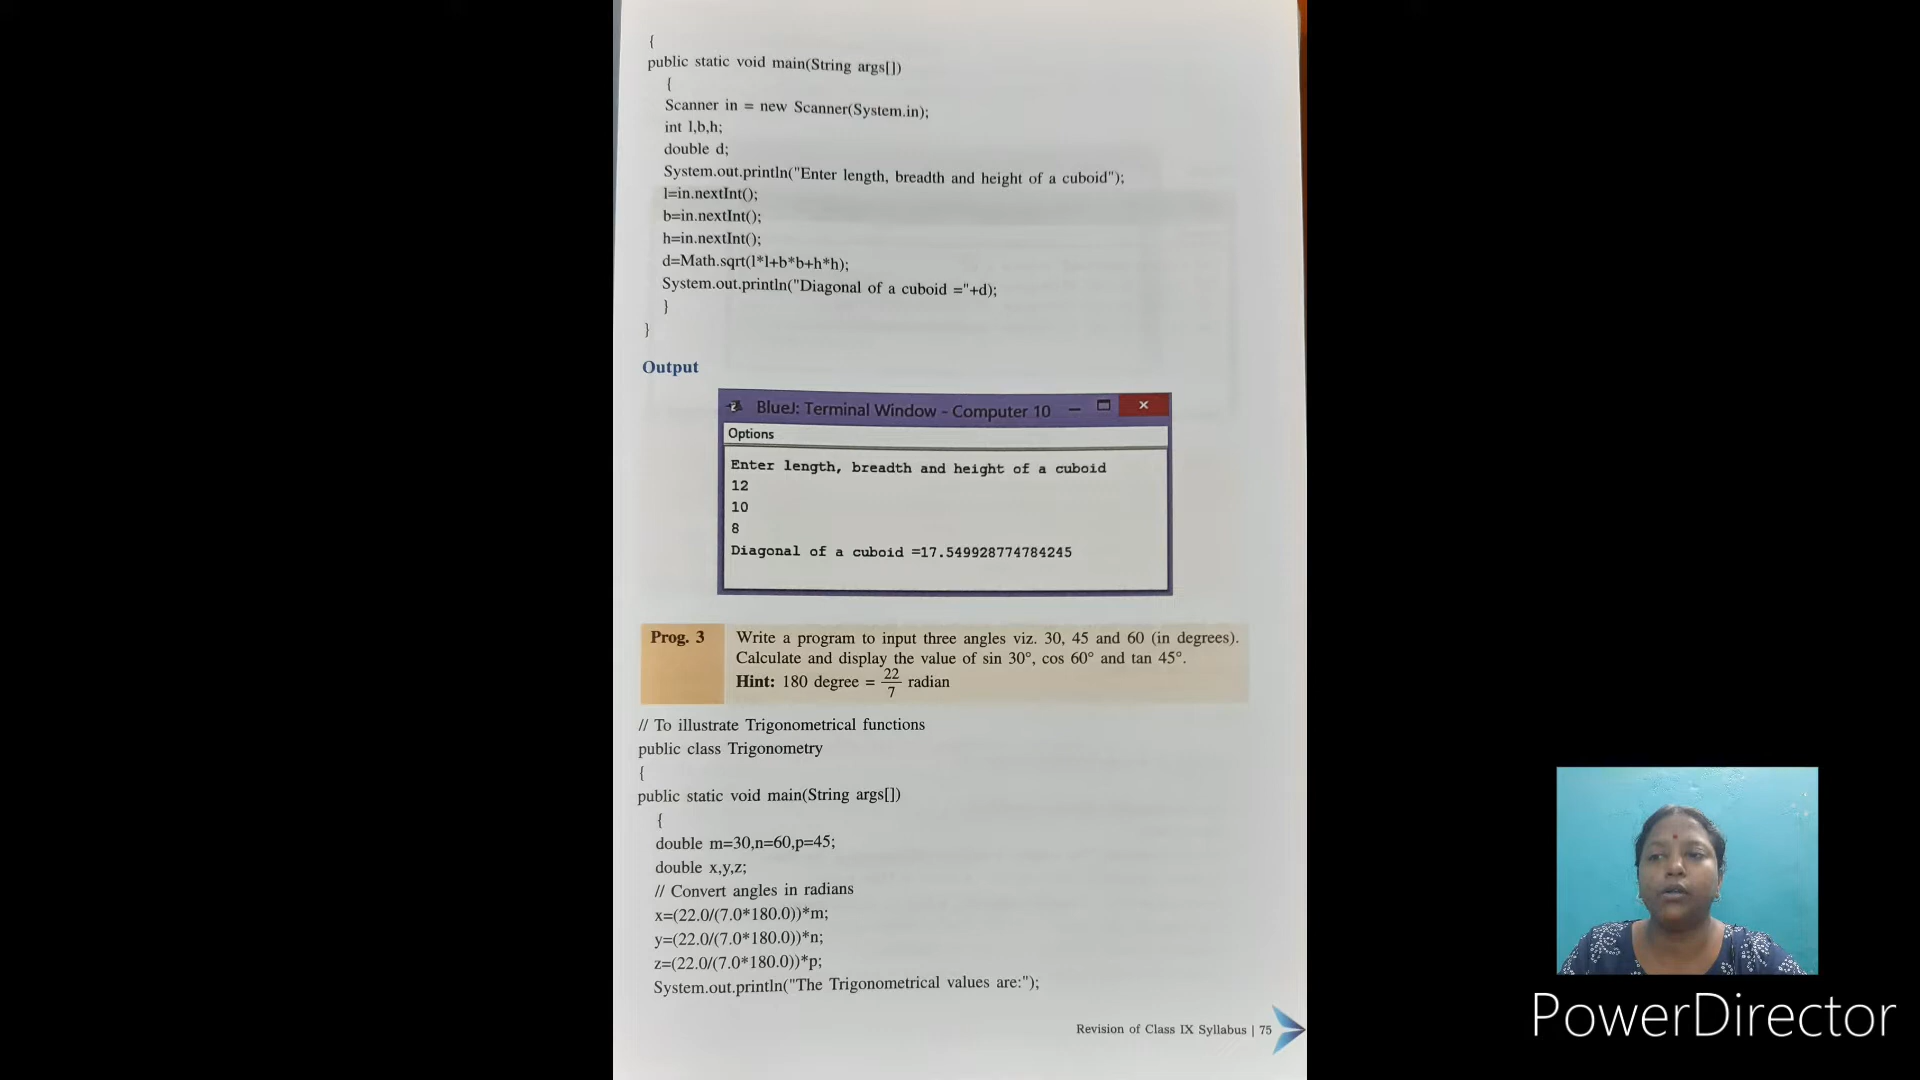 {
public static void main(String args[])
{
Scanner in = new Scanner(System.in);
int l,b,h;
double d;
System.out.println("Enter length, breadth and height of a cuboid");
l=in.nextInt();
b=in.nextInt();
h=in.nextInt();
d=Math.sqrt(l*l+b*b+h*h);
System.out.println("Diagonal of a cuboid ="+d);
}
}
Output
BlueJ: Terminal Window - Computer 10
Options
Enter length, breadth and height of a cuboid
12
10
8
Diagonal of a cuboid =17.549928774784245
Prog. 3 Write a program to input three angles viz. 30, 45 and 60 (in degrees).
Calculate and display the value of sin 30°, cos 60° and tan 45°.
Hint: 180 degree = 22/7 radian
// To illustrate Trigonometrical functions
public class Trigonometry
{
public static void main(String args[])
{
double m=30,n=60,p=45;
double x,y,z;
// Convert angles in radians
x=(22.0/(7.0*180.0))*m;
y=(22.0/(7.0*180.0))*n;
z=(22.0/(7.0*180.0))*p;
System.out.println("The Trigonometrical values are:");
Revision of Class IX Syllabus | 75
PowerDirector